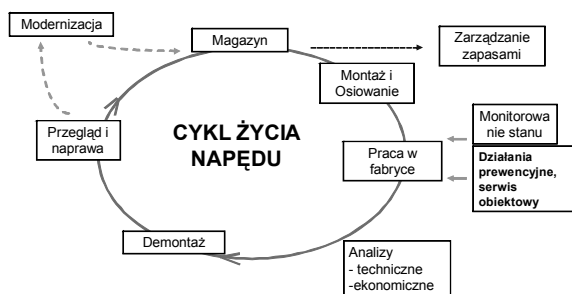 Modernizacja
Magazyn
Zarządzanie
zapasami
Montaż i
Osiowanie
Przegląd i
naprawa
CYKL ŻYCIA
NAPĘDU
Monitorowa
nie stanu
Praca w
fabryce
Działania
prewencyjne,
serwis
obiektowy
Demontaż
Analizy
- techniczne
-ekonomiczne